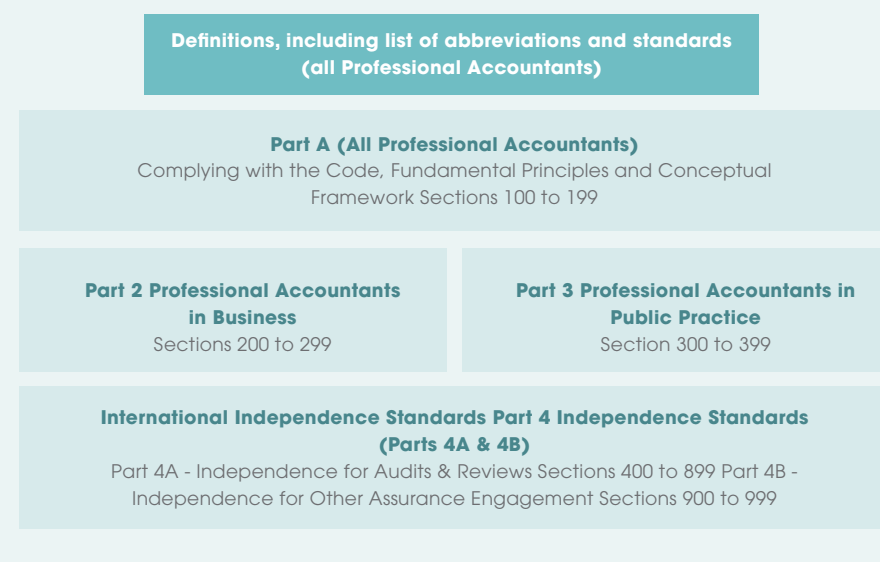 Definitions, including list of abbreviations and standards
(all Professional Accountants)
Part A (All Professional Accountants)
Complying with the Code, Fundamental Principles and Conceptual
Framework Sections 100 to 199
Part 2 Professional Accountants
in Business
Sections 200 to 299
Part 3 Professional Accountants in
Public Practice
Section 300 to 399
International Independence Standards Part 4 Independence Standards
(Parts 4A & 4B)
Part 4A - Independence for Audits & Reviews Sections 400 to 899 Part 4B -
Independence for Other Assurance Engagement Sections 900 to 999